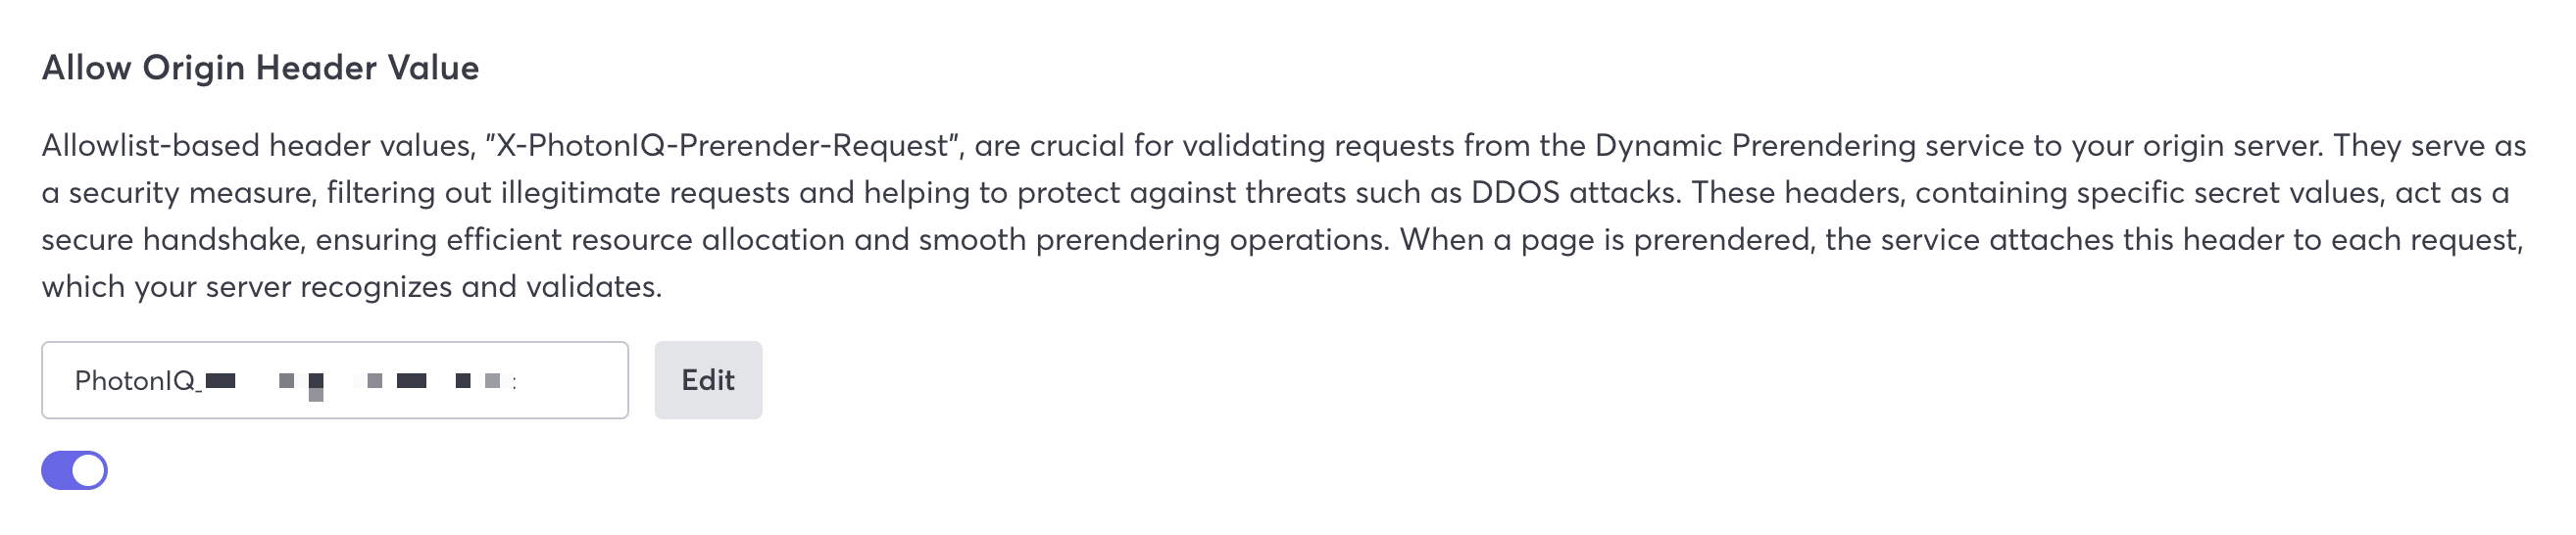 Allow Origin Header Value
Allowlist-based header values, "X-PhotonIQ-Prerender-Request", are crucial for validating requests from the Dynamic Prerendering service to your origin server. They serve as
a security measure, filtering out illegitimate requests and helping to protect against threats such as DDOS attacks. These headers, containing specific secret values, act as a
secure handshake, ensuring efficient resource allocation and smooth prerendering operations. When a page is prerendered, the service attaches this header to each request,
which your server recognizes and validates.
PhotonIQ_
Edit